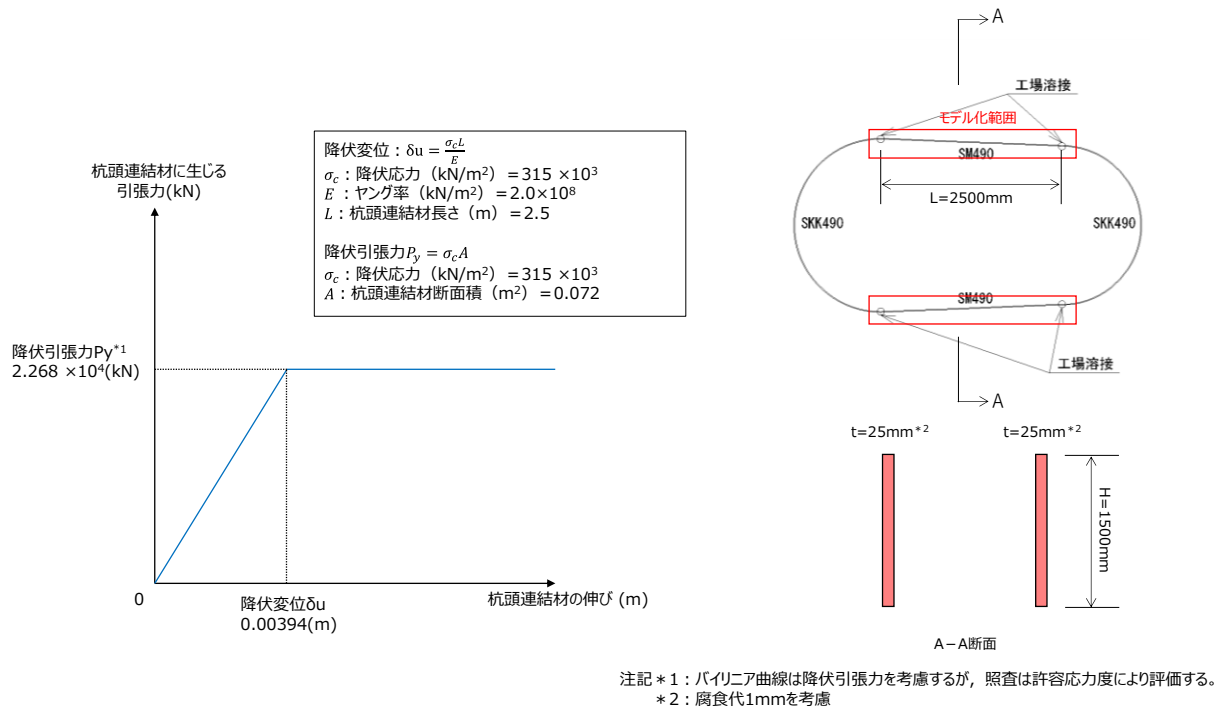 杭頭連結材に生じる
引張力(kN)
降伏変位：δu = σcL/E
σc：降伏応力（kN/m²）＝315 ×10³
E：ヤング率（kN/m²）＝2.0×10⁸
L：杭頭連結材長さ（m）＝2.5
降伏引張力Py = σcA
σc：降伏応力（kN/m²）＝315 ×10³
A：杭頭連結材断面積（m²）＝0.072
降伏引張力Py*1
2.268 ×10⁴(kN)
0
降伏変位δu
0.00394(m)
杭頭連結材の伸び (m)
A
工場溶接
モデル化範囲
SM490
L=2500mm
SKK490
SKK490
SM490
工場溶接
A
t=25mm*2
t=25mm*2
H=1500mm
A－A断面
注記＊1：バイリニア曲線は降伏引張力を考慮するが，照査は許容応力度により評価する。
＊2：腐食代1mmを考慮